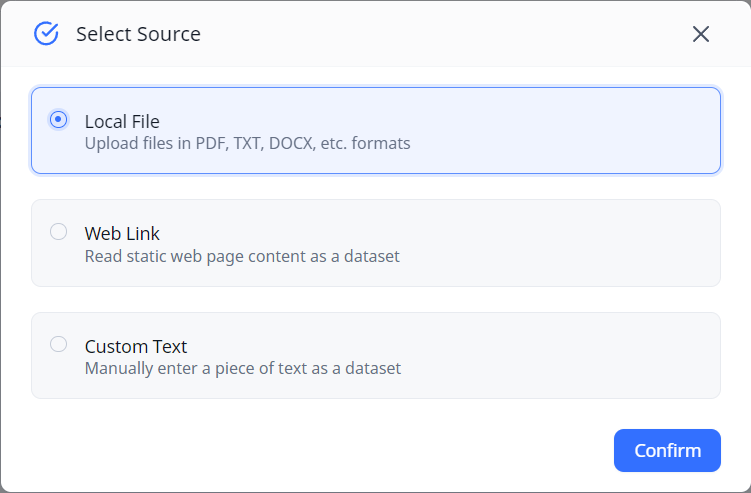 Select Source
Local File
Upload files in PDF, TXT, DOCX, etc. formats
Web Link
Read static web page content as a dataset
Custom Text
Manually enter a piece of text as a dataset
Confirm